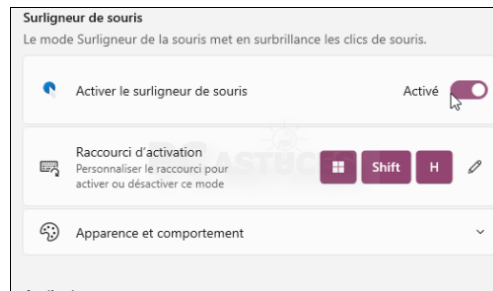 Surligneur de souris
Le mode Surligneur de la souris met en surbrillance les clics de souris.
Activer le surligneur de souris Activé
Raccourci d'activation
Personnaliser le raccourci pour
activer ou désactiver ce mode
Shift H
ASTUCES
Apparence et comportement